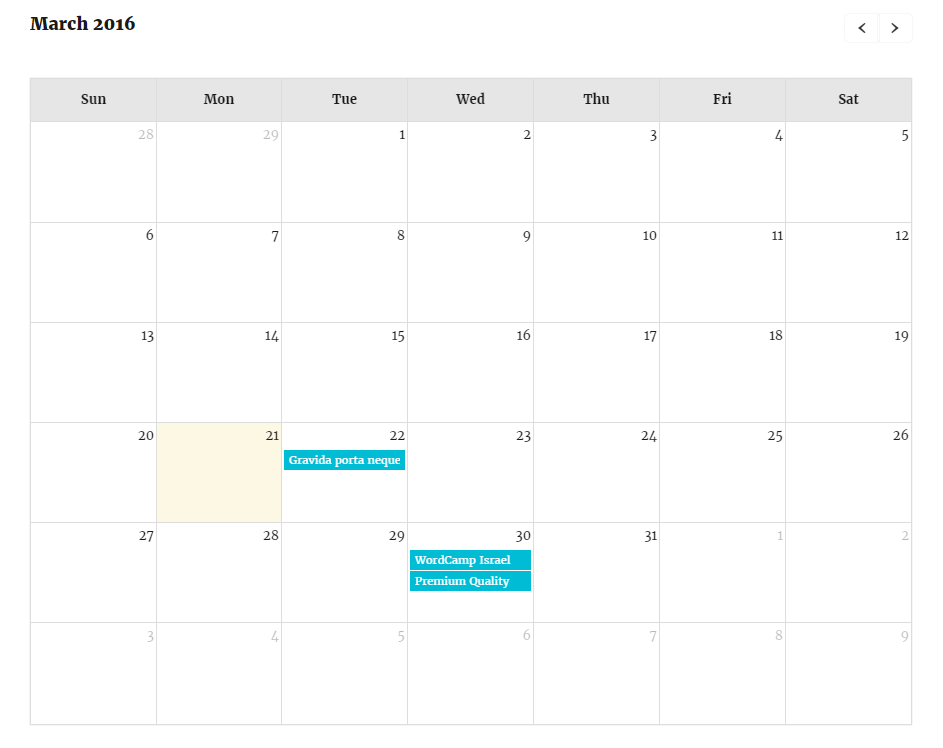 March 2016
Sun Mon Tue Wed Thu Fri Sat
28 29 1 2 3 4 5
6 7 8 9 10 11 12
13 14 15 16 17 18 19
20 21 22 23 24 25 26
Gravida porta neque
27 28 29 30 31 1 2
WordCamp Israel
Premium Quality
3 4 5 6 7 8 9